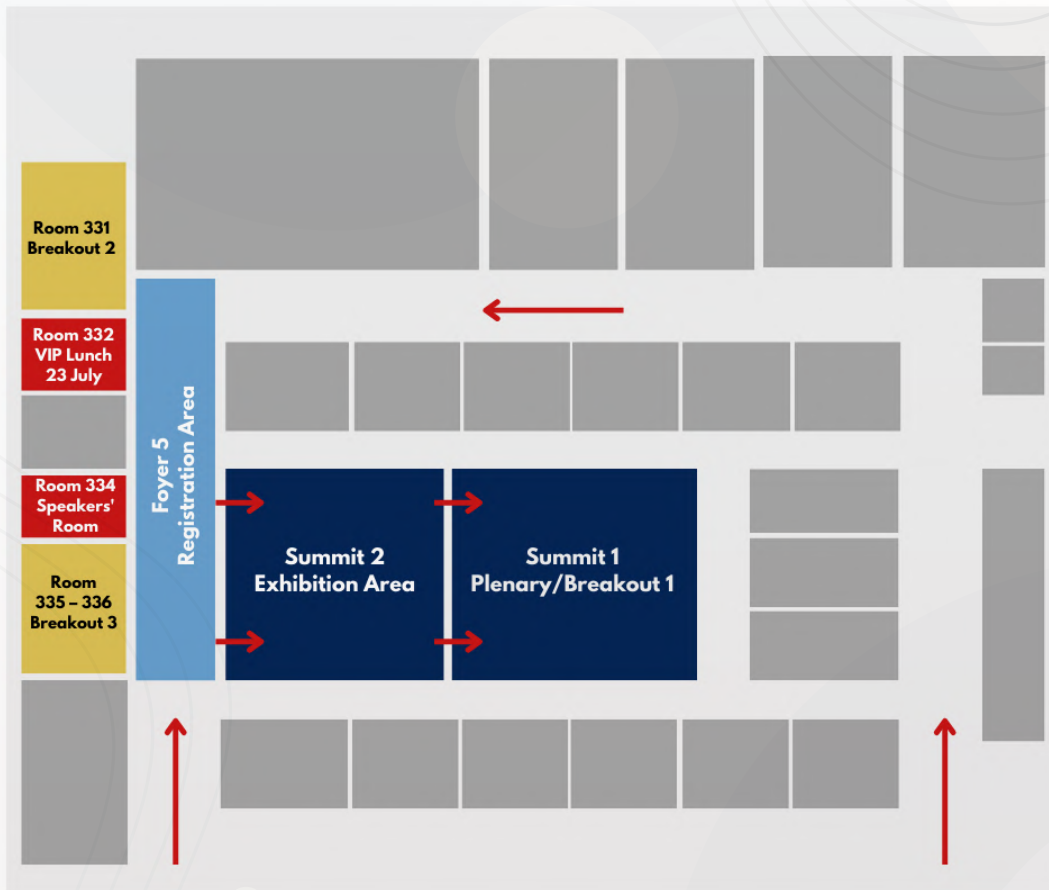 Room 331
Breakout 2
Room 332
VIP Lunch
23 July
Room 334
Speakers'
Room
Room
335 – 336
Breakout 3
Foyer 5
Registration Area
Summit 2
Exhibition Area
Summit 1
Plenary/Breakout 1